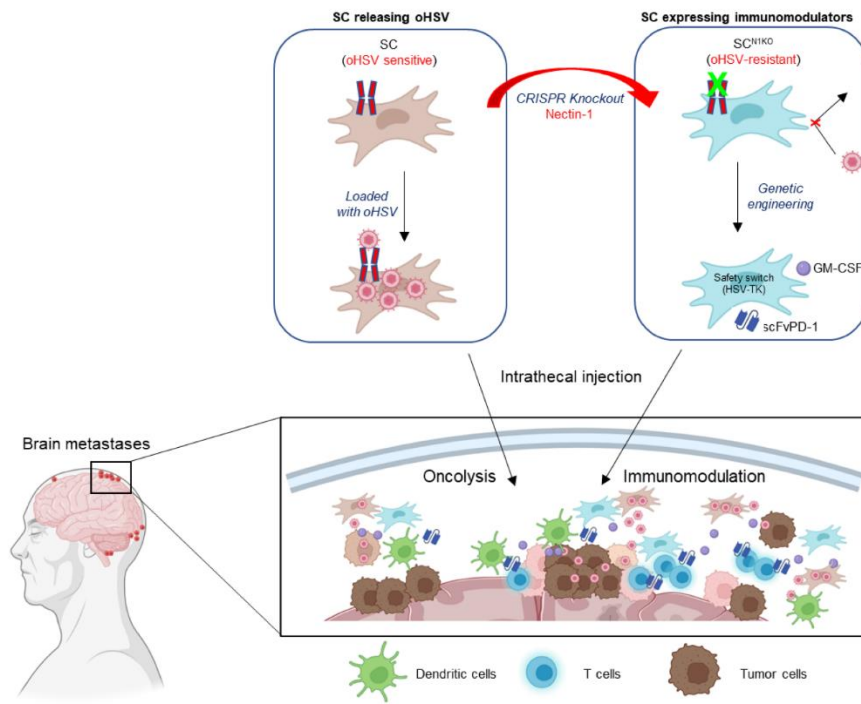 SC releasing oHSV
SC
(oHSV sensitive)
Loaded
with oHSV
CRISPR Knockout
Nectin-1
SC expressing immunomodulators
SCN1KO
(oHSV-resistant)
Genetic
engineering
Safety switch
(HSV-TK)
GM-CSF
scFvPD-1
Intrathecal injection
Brain metastases
Oncolysis
Immunomodulation
Dendritic cells
T cells
Tumor cells